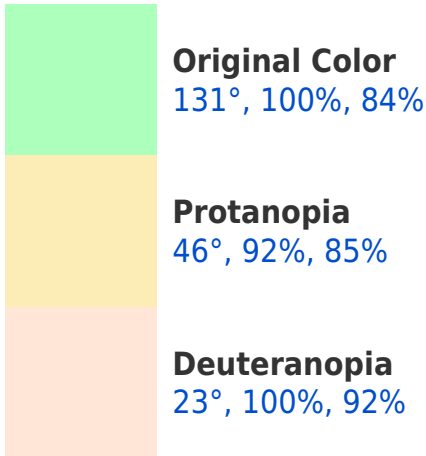 Original Color
131°, 100%, 84%
Protanopia
46°, 92%, 85%
Deuteranopia
23°, 100%, 92%